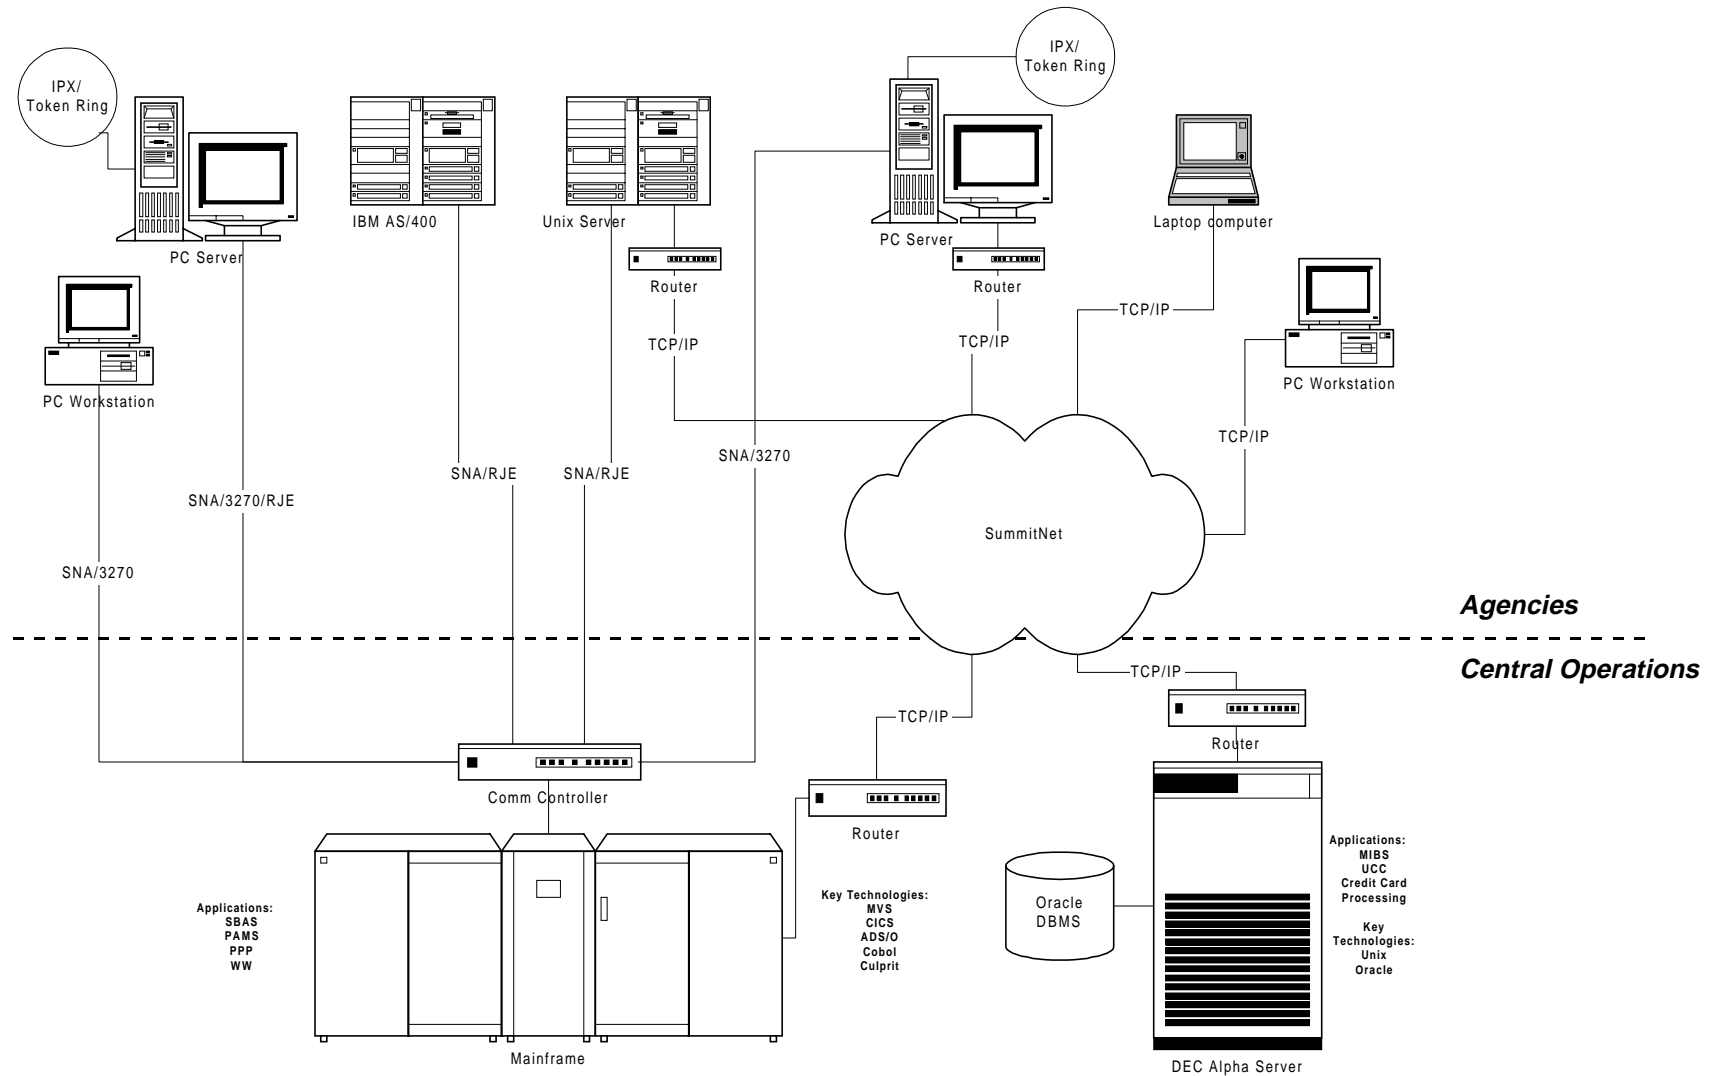 IPX/
Token Ring
IPX/
Token Ring
IBM AS/400
Unix Server
PC Server
Laptop computer
PC Server
Router
Router
TCP/IP
TCP/IP
TCP/IP
PC Workstation
PC Workstation
TCP/IP
SNA/3270
SNA/RJE
SNA/RJE
SNA/3270/RJE
SummitNet
SNA/3270
Agencies
Central Operations
TCP/IP
TCP/IP
Router
Comm Controller
Router
Applications:
SBAS
PAMS
PPP
WW
Key Technologies:
MVS
CICS
ADS/O
Cobol
Culprit
Oracle
DBMS
Applications:
MIBS
UCC
Credit Card
Processing
Key
Technologies:
Unix
Oracle
Mainframe
DEC Alpha Server